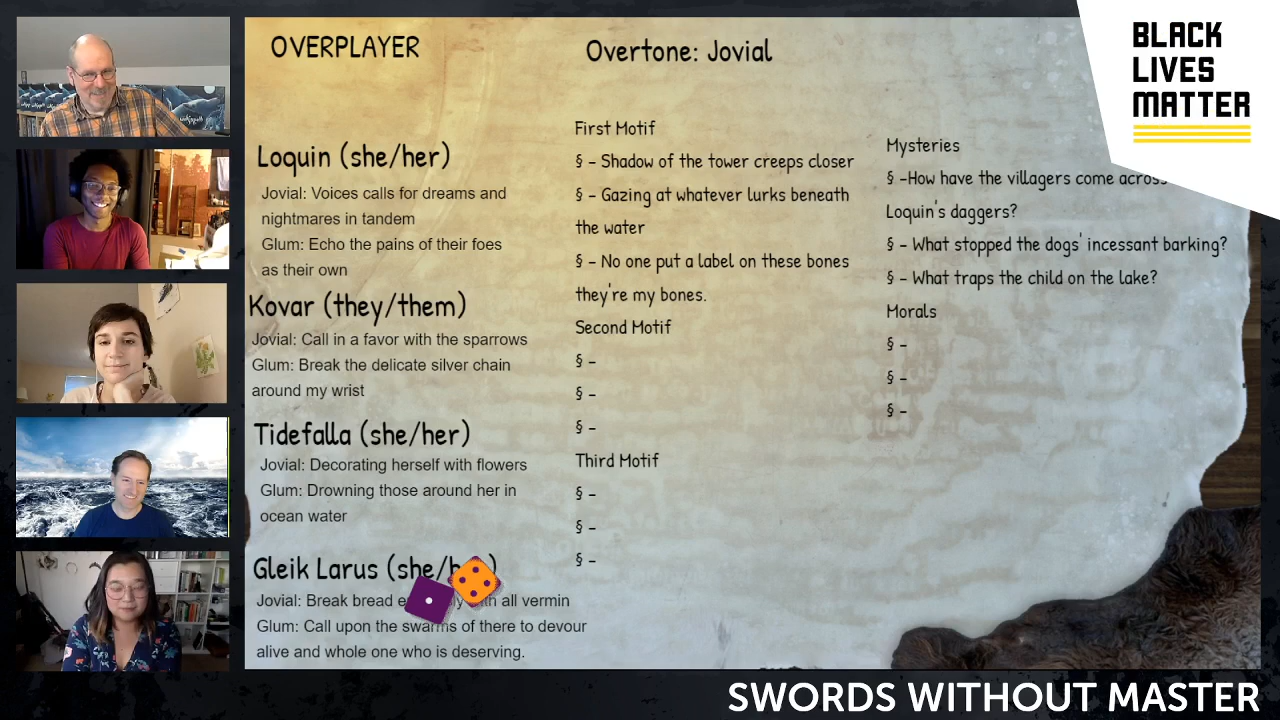 OVERPLAYER
Loquin (she/her)
Jovial: Voices calls for dreams and
nightmares in tandem
Glum: Echo the pains of their foes
as their own
Kovar (they/them)
Jovial: Call in a favor with the sparrows
Glum: Break the delicate silver chain
around my wrist
Tidefalla (she/her)
Jovial: Decorating herself with flowers
Glum: Drowning those around her in
ocean water
Gleik Larus
Jovial: Break bread all vermin
Glum: Call upon the swarms of there to devour
alive and whole one who is deserving.
Overtone: Jovial
First Motif
§ - Shadow of the tower creeps closer
§ - Gazing at whatever lurks beneath
the water
§ - No one put a label on these bones
they're my bones.
Second Motif
§ -
§ -
§ -
Third Motif
§ -
§ -
§ -
Mysteries
§ -How have the villagers come across
Loquin's daggers?
§ - What stopped the dogs' incessant barking?
§ - What traps the child on the lake?
Morals
§ -
§ -
§ -
BLACK
LIVES
MATTER
SWORDS WITHOUT MASTER